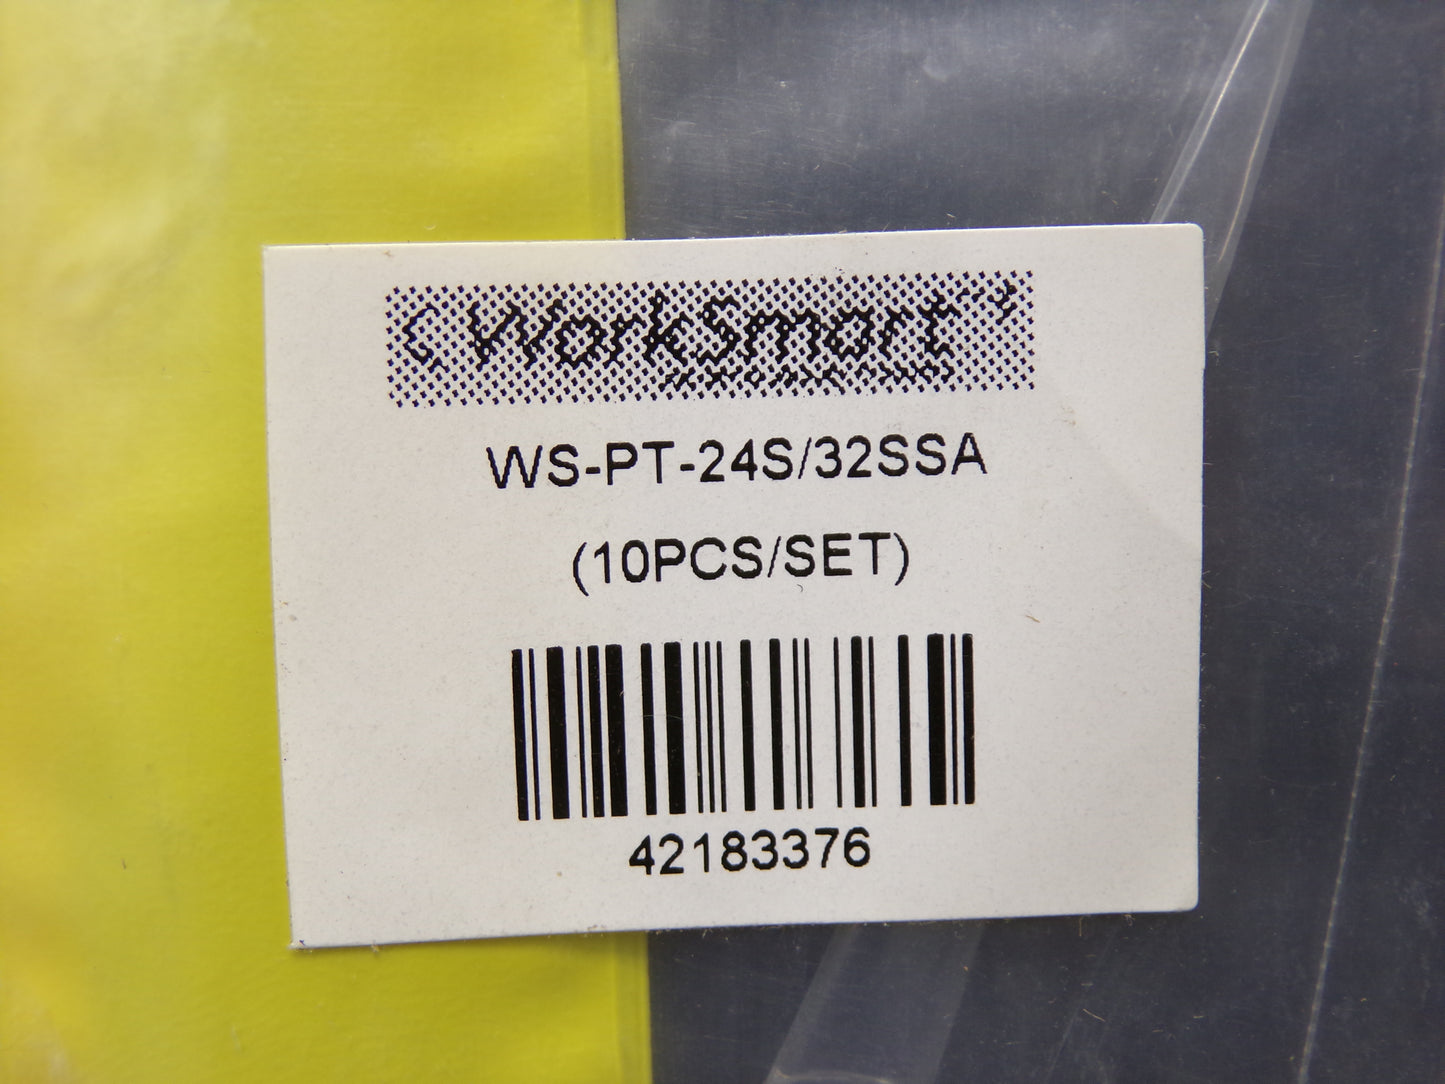 WorkSmart
WS-PT-24S/32SSA
(10PCS/SET)
42183376